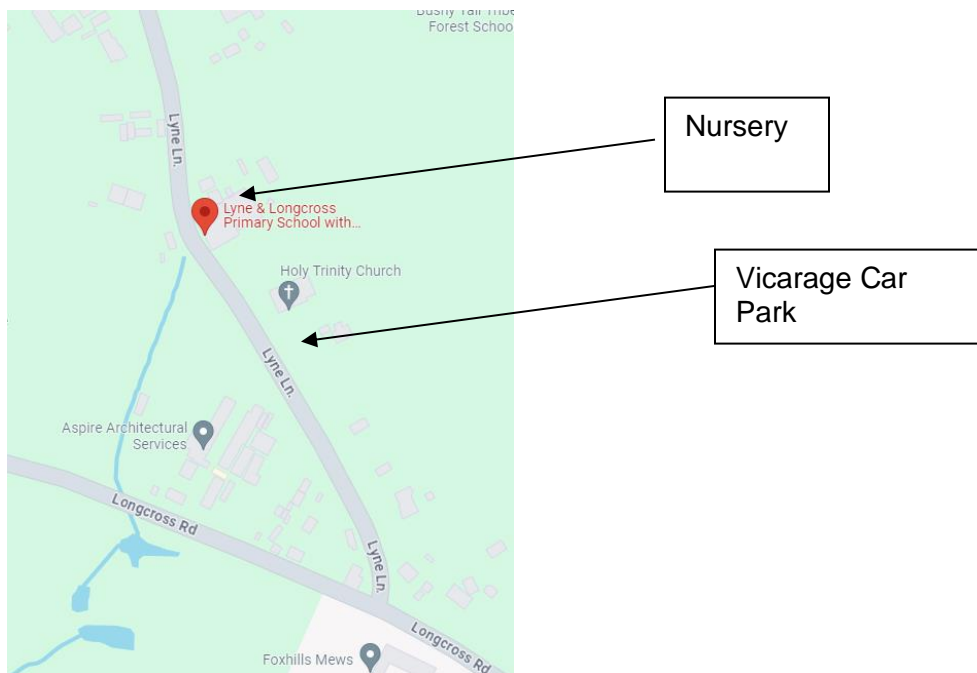 Forest School
Nursery
Lyne Ln.
Lyne & Longcross
Primary School with...
Holy Trinity Church
Vicarage Car
Park
Lyne Ln.
Aspire Architectural
Services
Longcross Rd
Lyne Ln.
Longcross Rd
Foxhills Mews